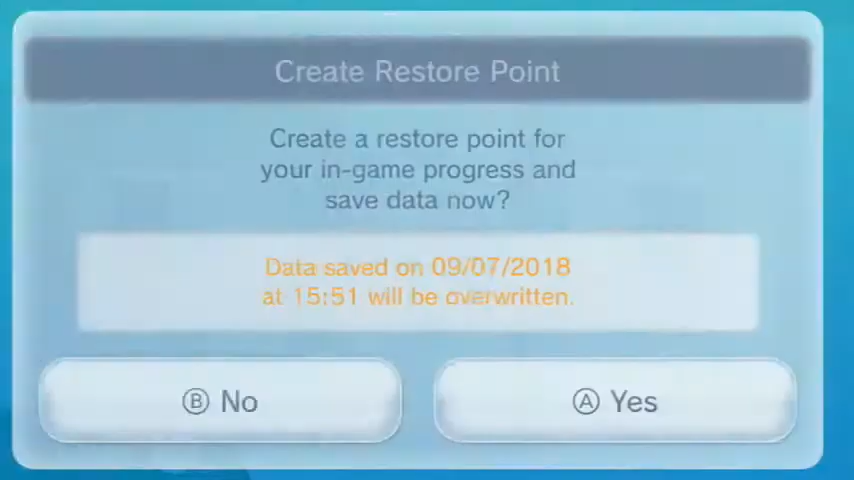 Create Restore Point
Create a restore point for
your in-game progress and
save data now?
Data saved on 09/07/2018
at 15:51 will be overwritten.
Ⓑ No
Ⓐ Yes